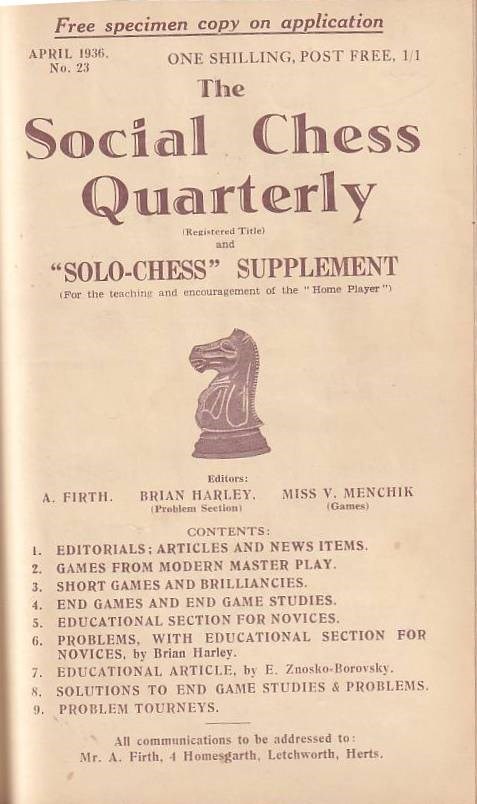 Free specimen copy on application
APRIL 1936.
No. 23
ONE SHILLING, POST FREE, 1/1
The
Social Chess
Quarterly
(Registered Title)
and
"SOLO-CHESS" SUPPLEMENT
(For the teaching and encouragement of the "Home Player")
Editors:
A. FIRTH. BRIAN HARLEY. MISS V. MENCHIK
(Problem Section) (Games)
CONTENTS:
1. EDITORIALS; ARTICLES AND NEWS ITEMS.
2. GAMES FROM MODERN MASTER PLAY.
3. SHORT GAMES AND BRILLIANCIES.
4. END GAMES AND END GAME STUDIES.
5. EDUCATIONAL SECTION FOR NOVICES.
6. PROBLEMS, WITH EDUCATIONAL SECTION FOR
NOVICES, by Brian Harley.
7. EDUCATIONAL ARTICLE, by E. Znosko-Borovsky.
8. SOLUTIONS TO END GAME STUDIES & PROBLEMS.
9. PROBLEM TOURNEYS.
All communications to be addressed to:
Mr. A. Firth, 4 Homesgarth, Letchworth, Herts.